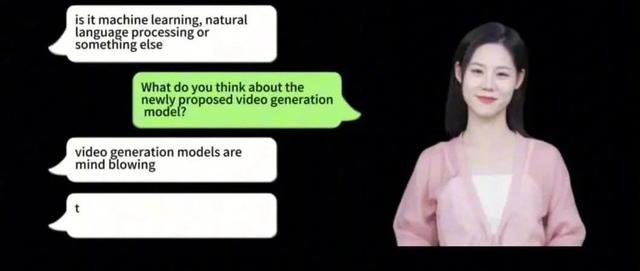 is it machine learning, natural
language processing or
something else
What do you think about the
newly proposed video generation
model?
video generation models are
mind blowing
t